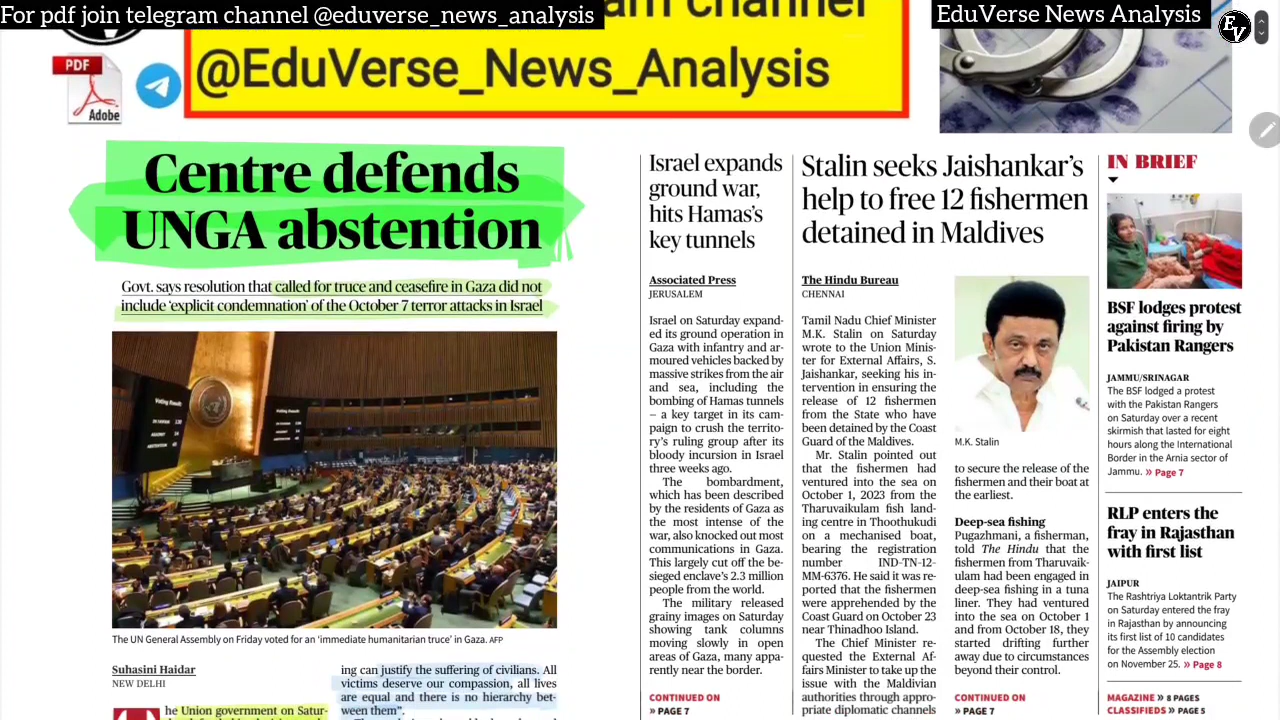 For pdf join telegram channel @eduverse_news_analysis
am channel
EduVerse News Analysis
EV
PDF
Adobe
@EduVerse_News_Analysis
Centre defends
UNGA abstention
Govt. says resolution that called for truce and ceasefire in Gaza did not
include ‘explicit condemnation’ of the October 7 terror attacks in Israel
The UN General Assembly on Friday voted for an ‘immediate humanitarian truce’ in Gaza. AFP
Suhasini Haidar
NEW DELHI
he Union government on Satur-
ing can justify the suffering of civilians. All
victims deserve our compassion, all lives
are equal and there is no hierarchy bet-
ween them”.
Israel expands
ground war,
hits Hamas’s
key tunnels
Associated Press
JERUSALEM
Israel on Saturday expand-
ed its ground operation in
Gaza with infantry and ar-
moured vehicles backed by
massive strikes from the air
and sea, including the
bombing of Hamas tunnels
– a key target in its cam-
paign to crush the territo-
ry’s ruling group after its
bloody incursion in Israel
three weeks ago.
The bombardment,
which has been described
by the residents of Gaza as
the most intense of the
war, also knocked out most
communications in Gaza.
This largely cut off the be-
sieged enclave’s 2.3 million
people from the world.
The military released
grainy images on Saturday
showing tank columns
moving slowly in open
areas of Gaza, many appa-
rently near the border.
CONTINUED ON
» PAGE 7
Stalin seeks Jaishankar’s
help to free 12 fishermen
detained in Maldives
The Hindu Bureau
CHENNAI
Tamil Nadu Chief Minister
M.K. Stalin on Saturday
wrote to the Union Minis-
ter for External Affairs, S.
Jaishankar, seeking his in-
tervention in ensuring the
release of 12 fishermen
from the State who have
been detained by the Coast
Guard of the Maldives.
Mr. Stalin pointed out
that the fishermen had
ventured into the sea on
October 1, 2023 from the
Tharuvaikulam fish land-
ing centre in Thoothukudi
on a mechanised boat,
bearing the registration
number IND-TN-12-
MM-6376. He said it was re-
ported that the fishermen
were apprehended by the
Coast Guard on October 23
near Thinadhoo Island.
The Chief Minister re-
quested the External Af-
fairs Minister to take up the
issue with the Maldivian
authorities through appro-
priate diplomatic channels
M.K. Stalin
to secure the release of the
fishermen and their boat at
the earliest.
Deep-sea fishing
Pugazhmani, a fisherman,
told The Hindu that the
fishermen from Tharuvaik-
ulam had been engaged in
deep-sea fishing in a tuna
liner. They had ventured
into the sea on October 1
and from October 18, they
started drifting further
away due to circumstances
beyond their control.
CONTINUED ON
» PAGE 7
IN BRIEF
BSF lodges protest
against firing by
Pakistan Rangers
JAMMU/SRINAGAR
The BSF lodged a protest
with the Pakistan Rangers
on Saturday over a recent
skirmish that lasted for eight
hours along the International
Border in the Arnia sector of
Jammu. » Page 7
RLP enters the
fray in Rajasthan
with first list
JAIPUR
The Rashtriya Loktantrik Party
on Saturday entered the fray
in Rajasthan by announcing
its first list of 10 candidates
for the Assembly election
on November 25. » Page 8
MAGAZINE » 8 PAGES
CLASSIFIEDS » PAGE 5